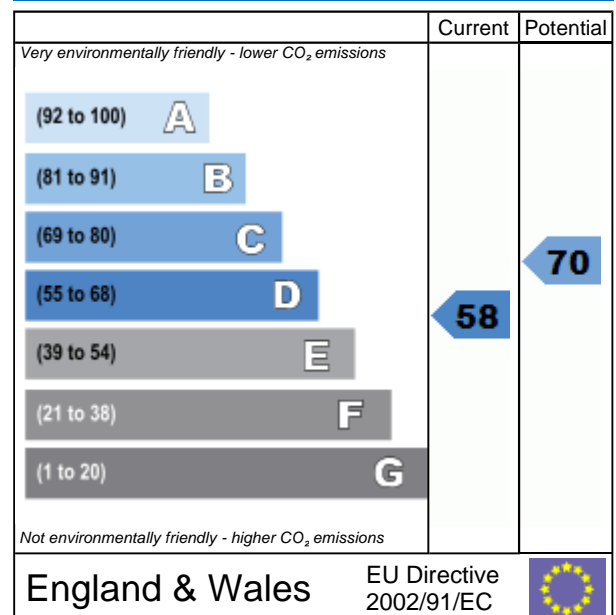 Current Potential
Very environmentally friendly - lower CO₂ emissions
(92 to 100) A
(81 to 91) B
(69 to 80) C
70
(55 to 68) D
58
(39 to 54) E
(21 to 38) F
(1 to 20) G
Not environmentally friendly - higher CO₂ emissions
England & Wales
EU Directive
2002/91/EC